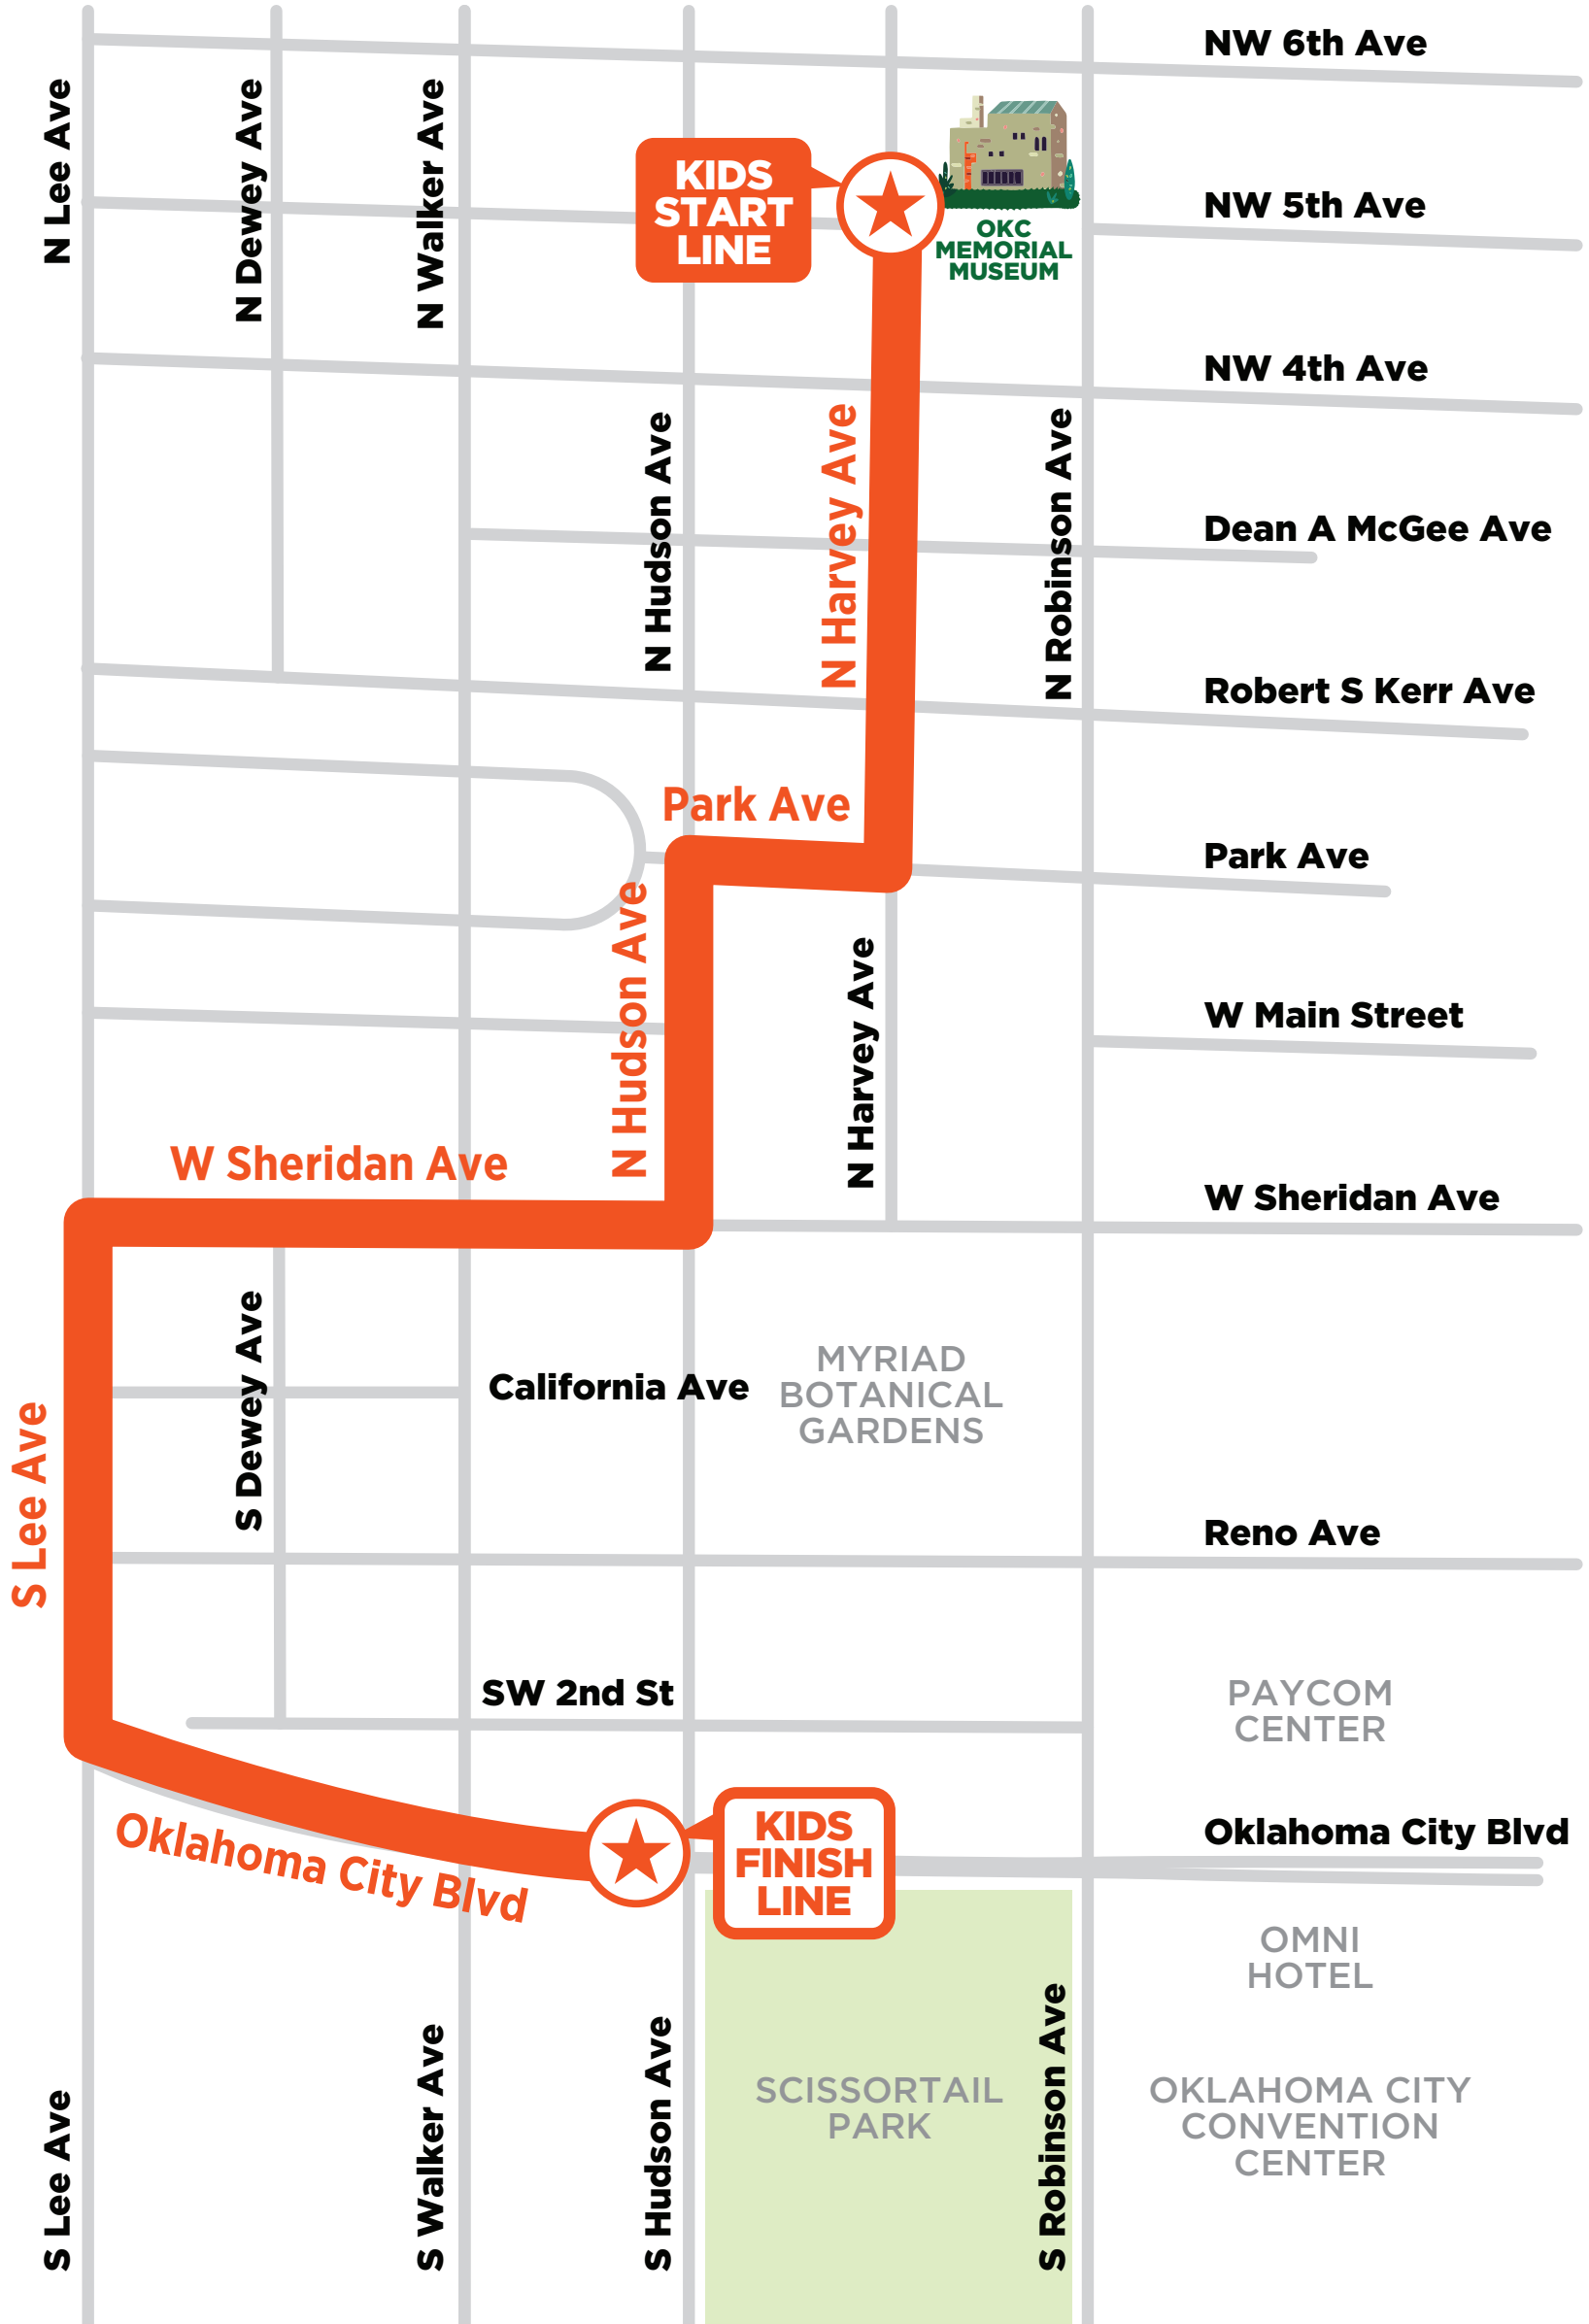 NW 6th Ave
N Lee Ave
N Dewey Ave
N Walker Ave
KIDS
START
LINE
OKC
MEMORIAL
MUSEUM
NW 5th Ave
NW 4th Ave
N Hudson Ave
N Harvey Ave
N Robinson Ave
Dean A McGee Ave
Robert S Kerr Ave
Park Ave
Park Ave
N Hudson Ave
N Harvey Ave
W Main Street
W Sheridan Ave
W Sheridan Ave
S Lee Ave
S Dewey Ave
California Ave
MYRIAD
BOTANICAL
GARDENS
Reno Ave
SW 2nd St
PAYCOM
CENTER
Oklahoma City Blvd
KIDS
FINISH
LINE
Oklahoma City Blvd
OMNI
HOTEL
S Lee Ave
S Walker Ave
S Hudson Ave
SCISSORTAIL
PARK
S Robinson Ave
OKLAHOMA CITY
CONVENTION
CENTER